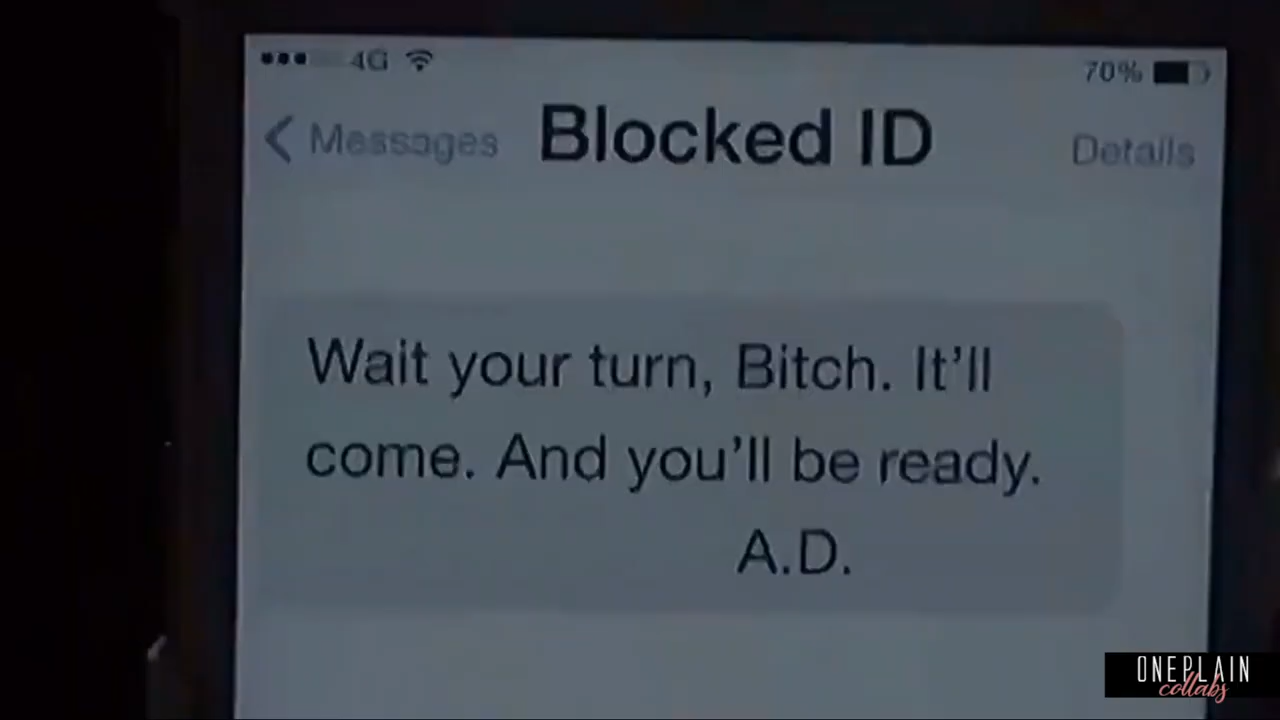 4G
70%
Messages
Blocked ID
Details
Wait your turn, Bitch. It’ll
come. And you’ll be ready.
A.D.
ONEPLAIN
collabs